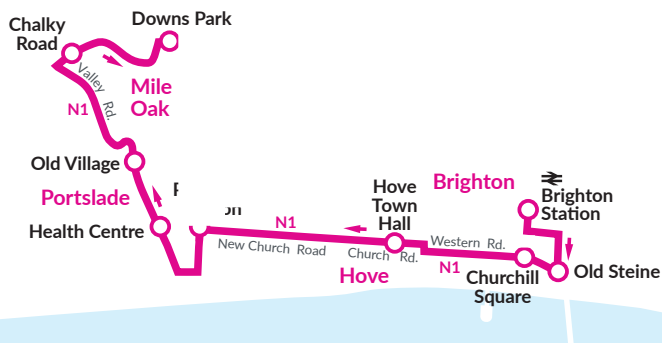 Chalky
Road
Downs Park
Valley Rd.
Mile
Oak
N1
Old Village
Portslade
Health Centre
N1
New Church Road
Hove
Town
Hall
Church Rd.
Hove
Western Rd.
N1
Brighton
Brighton
Station
Churchill
Square
Old Steine